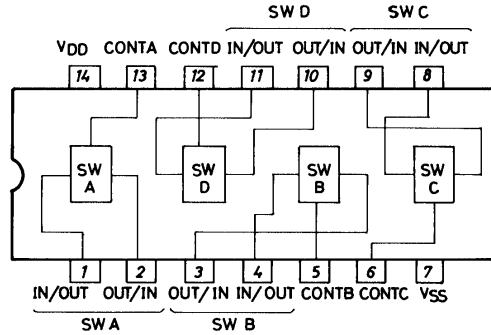 SW D SW C
VDD CONTA CONTD IN/OUT OUT/IN OUT/IN IN/OUT
14 13 12 11 10 9 8
SW A
SW D
SW B
SW C
1 2 3 4 5 6 7
IN/OUT OUT/IN OUT/IN IN/OUT CONTB CONTC VSS
SW A SW B